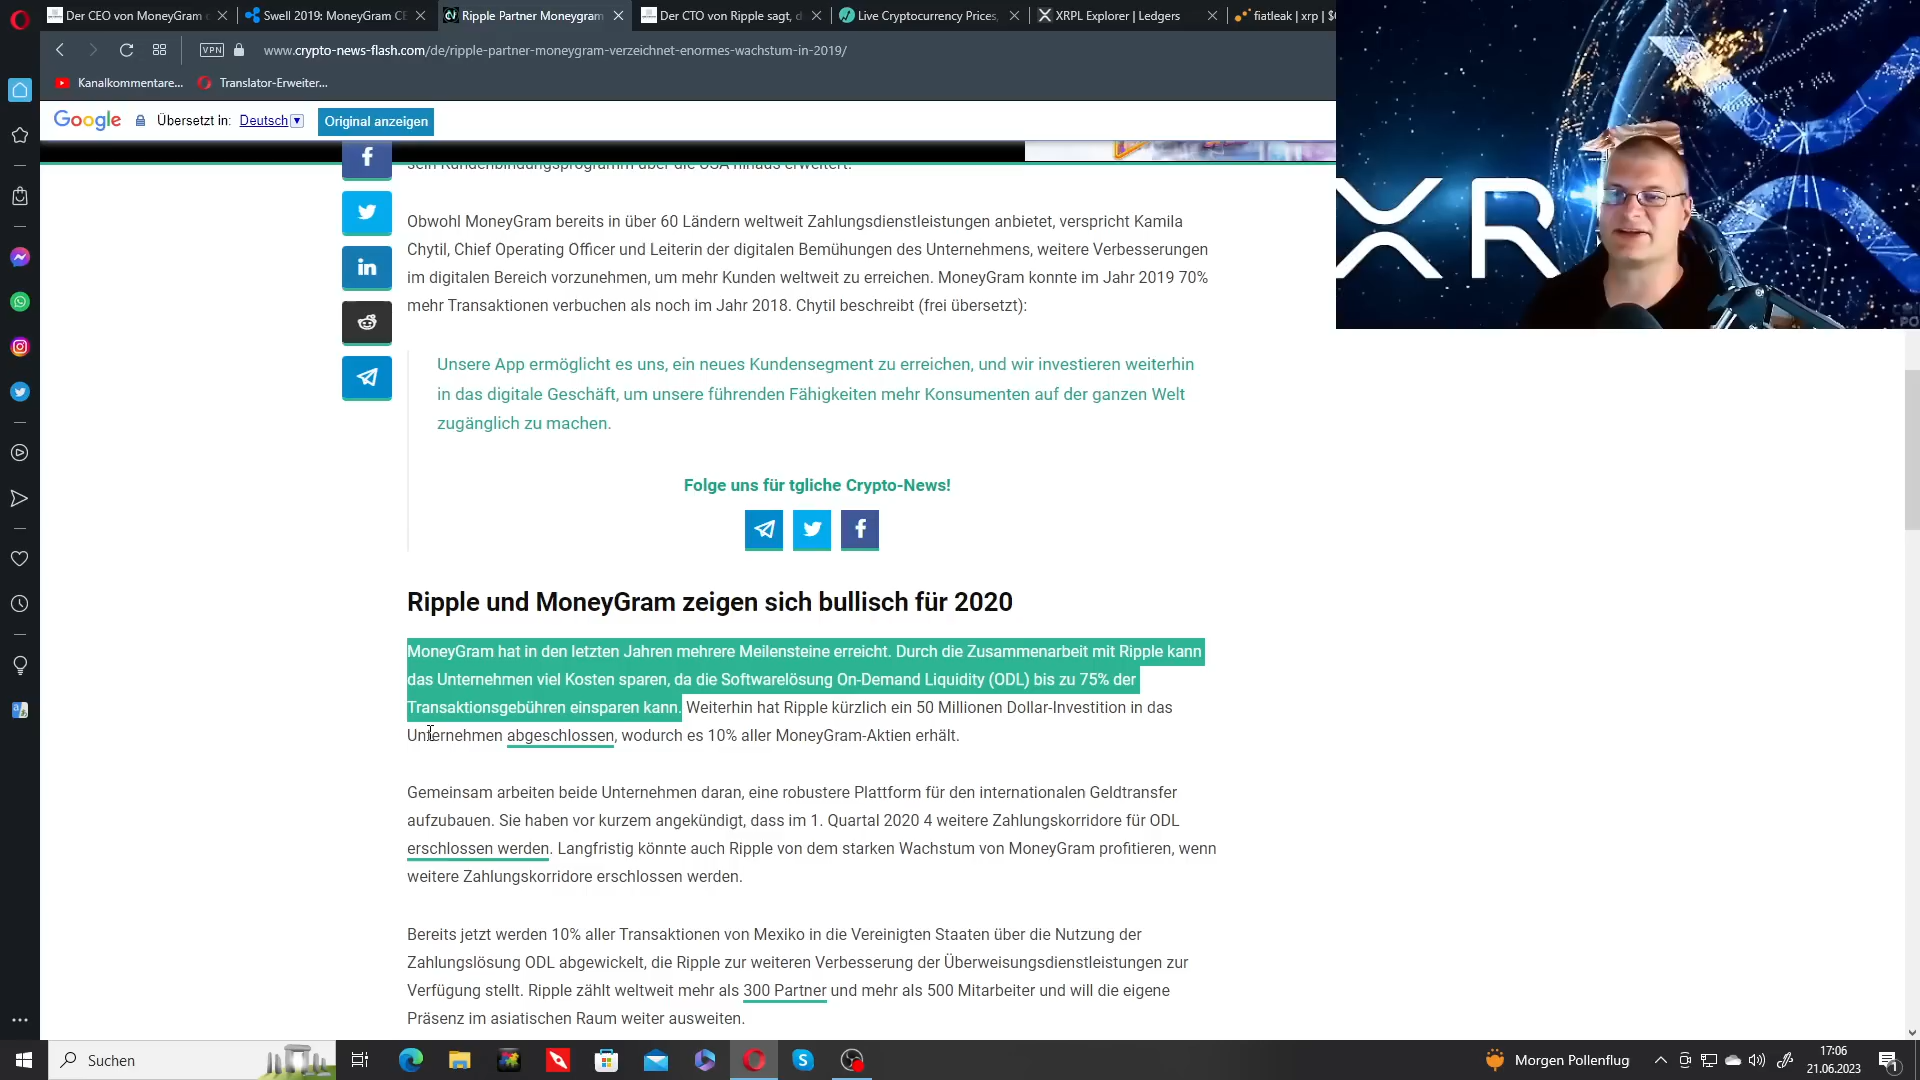 Der CEO von MoneyGram
Swell 2019: MoneyGram CE
Ripple Partner Moneygram
Der CTO von Ripple sagt, d
Live Cryptocurrency Prices,
XRPL Explorer | Ledgers
fiatleak | xrp | $
VPN
www.crypto-news-flash.com/de/ripple-partner-moneygram-verzeichnet-enormes-wachstum-in-2019/
Kanalkommentare...
Translator-Erweiter...
Google Übersetzt in: Deutsch Original anzeigen
XR
sein Kundenbindungsprogramm über die USA hinaus erweitert.
Obwohl MoneyGram bereits in über 60 Ländern weltweit Zahlungsdienstleistungen anbietet, verspricht Kamila
Chytil, Chief Operating Officer und Leiterin der digitalen Bemühungen des Unternehmens, weitere Verbesserungen
im digitalen Bereich vorzunehmen, um mehr Kunden weltweit zu erreichen. MoneyGram konnte im Jahr 2019 70%
mehr Transaktionen verbuchen als noch im Jahr 2018. Chytil beschreibt (frei übersetzt):
Unsere App ermöglicht es uns, ein neues Kundensegment zu erreichen, und wir investieren weiterhin
in das digitale Geschäft, um unsere führenden Fähigkeiten mehr Konsumenten auf der ganzen Welt
zugänglich zu machen.
Folge uns für tgliche Crypto-News!
Ripple und MoneyGram zeigen sich bullisch für 2020
MoneyGram hat in den letzten Jahren mehrere Meilensteine erreicht. Durch die Zusammenarbeit mit Ripple kann
das Unternehmen viel Kosten sparen, da die Softwarelösung On-Demand Liquidity (ODL) bis zu 75% der
Transaktionsgebühren einsparen kann. Weiterhin hat Ripple kürzlich ein 50 Millionen Dollar-Investition in das
Unternehmen abgeschlossen, wodurch es 10% aller MoneyGram-Aktien erhält.
Gemeinsam arbeiten beide Unternehmen daran, eine robustere Plattform für den internationalen Geldtransfer
aufzubauen. Sie haben vor kurzem angekündigt, dass im 1. Quartal 2020 4 weitere Zahlungskorridore für ODL
erschlossen werden. Langfristig könnte auch Ripple von dem starken Wachstum von MoneyGram profitieren, wenn
weitere Zahlungskorridore erschlossen werden.
Bereits jetzt werden 10% aller Transaktionen von Mexiko in die Vereinigten Staaten über die Nutzung der
Zahlungslösung ODL abgewickelt, die Ripple zur weiteren Verbesserung der Überweisungsdienstleistungen zur
Verfügung stellt. Ripple zählt weltweit mehr als 300 Partner und mehr als 500 Mitarbeiter und will die eigene
Präsenz im asiatischen Raum weiter ausweiten.
Suchen
Morgen Pollenflug
17:06
21.06.2023
1